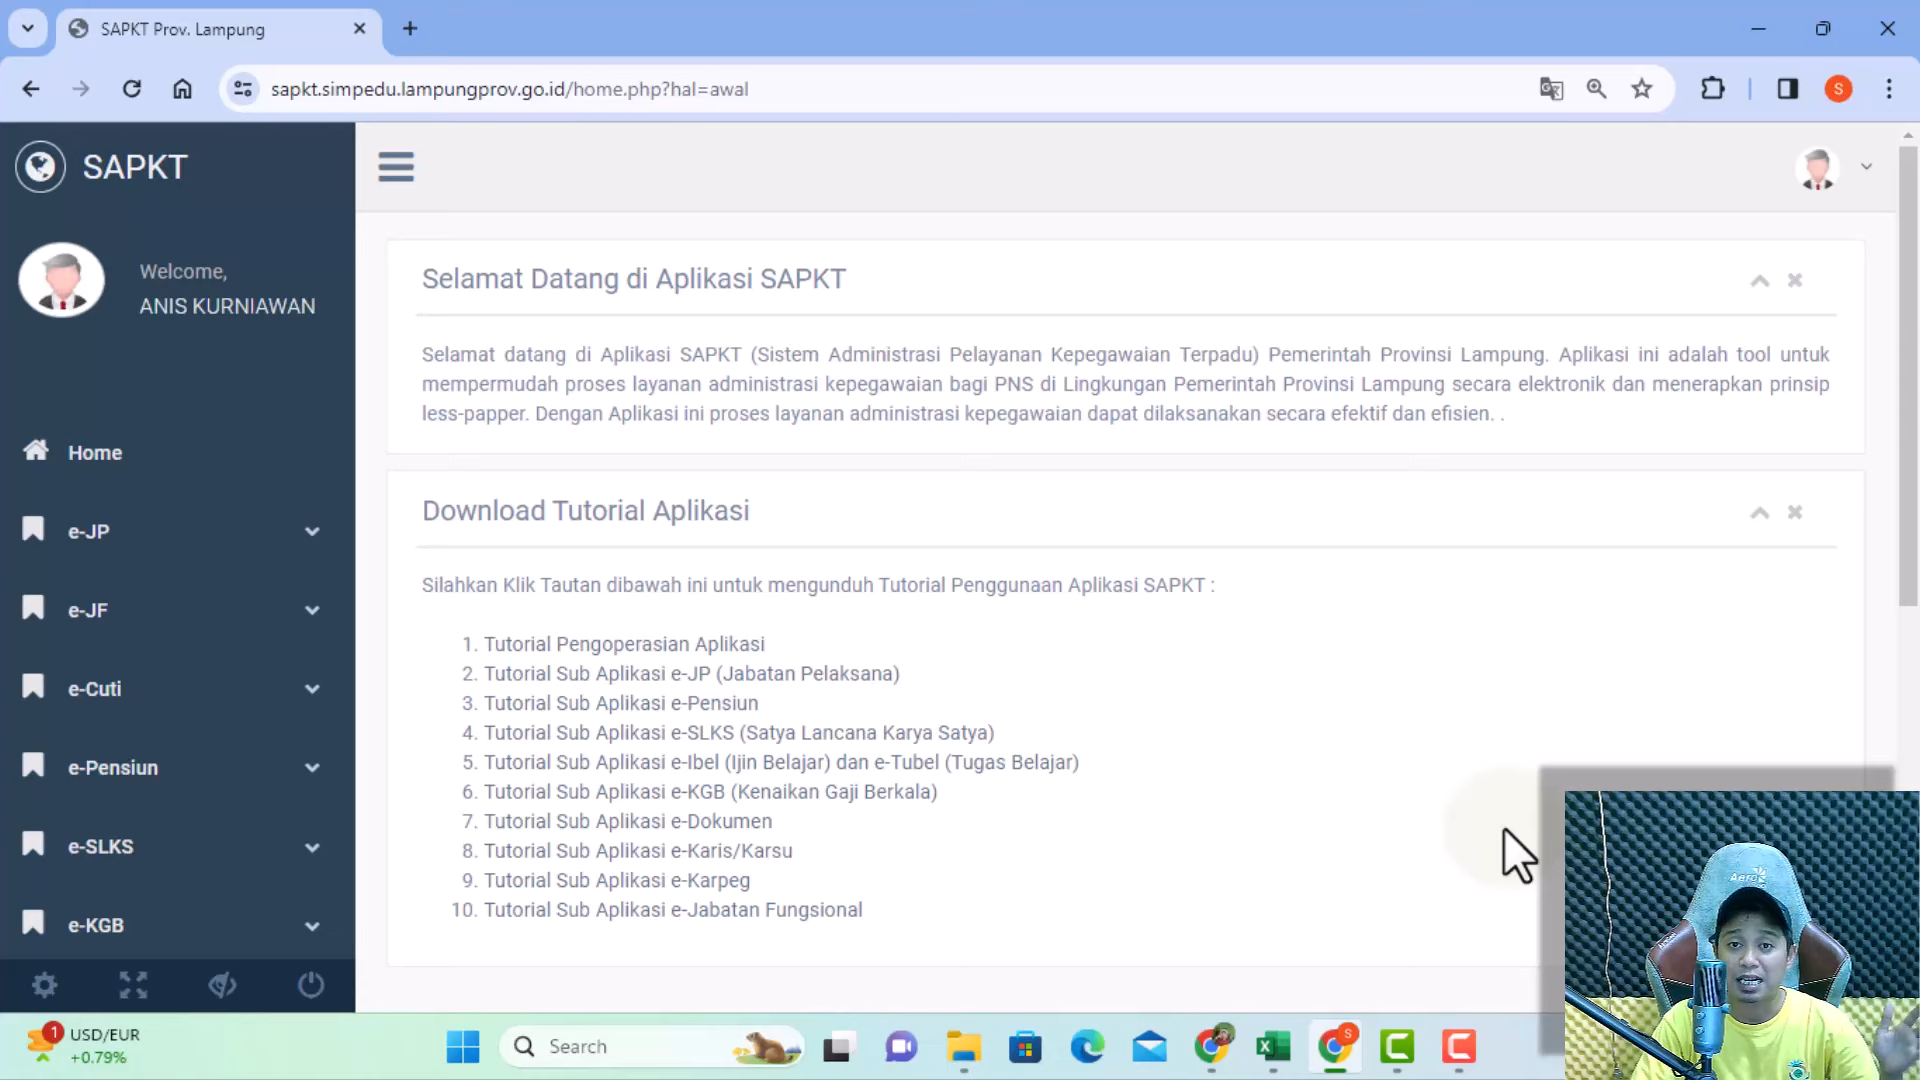 SAPKT Prov. Lampung
sapkt.simpedu.lampungprov.go.id/home.php?hal=awal
S
SAPKT
Welcome,
ANIS KURNIAWAN
Home
e-JP
e-JF
e-Cuti
e-Pensiun
e-SLKS
e-KGB
Selamat Datang di Aplikasi SAPKT
Selamat datang di Aplikasi SAPKT (Sistem Administrasi Pelayanan Kepegawaian Terpadu) Pemerintah Provinsi Lampung. Aplikasi ini adalah tool untuk
mempermudah proses layanan administrasi kepegawaian bagi PNS di Lingkungan Pemerintah Provinsi Lampung secara elektronik dan menerapkan prinsip
less-papper. Dengan Aplikasi ini proses layanan administrasi kepegawaian dapat dilaksanakan secara efektif dan efisien. .
Download Tutorial Aplikasi
Silahkan Klik Tautan dibawah ini untuk mengunduh Tutorial Penggunaan Aplikasi SAPKT :
1. Tutorial Pengoperasian Aplikasi
2. Tutorial Sub Aplikasi e-JP (Jabatan Pelaksana)
3. Tutorial Sub Aplikasi e-Pensiun
4. Tutorial Sub Aplikasi e-SLKS (Satya Lancana Karya Satya)
5. Tutorial Sub Aplikasi e-Ibel (Ijin Belajar) dan e-Tubel (Tugas Belajar)
6. Tutorial Sub Aplikasi e-KGB (Kenaikan Gaji Berkala)
7. Tutorial Sub Aplikasi e-Dokumen
8. Tutorial Sub Aplikasi e-Karis/Karsu
9. Tutorial Sub Aplikasi e-Karpeg
10. Tutorial Sub Aplikasi e-Jabatan Fungsional
Aero
1
USD/EUR
+0.79%
Search
S